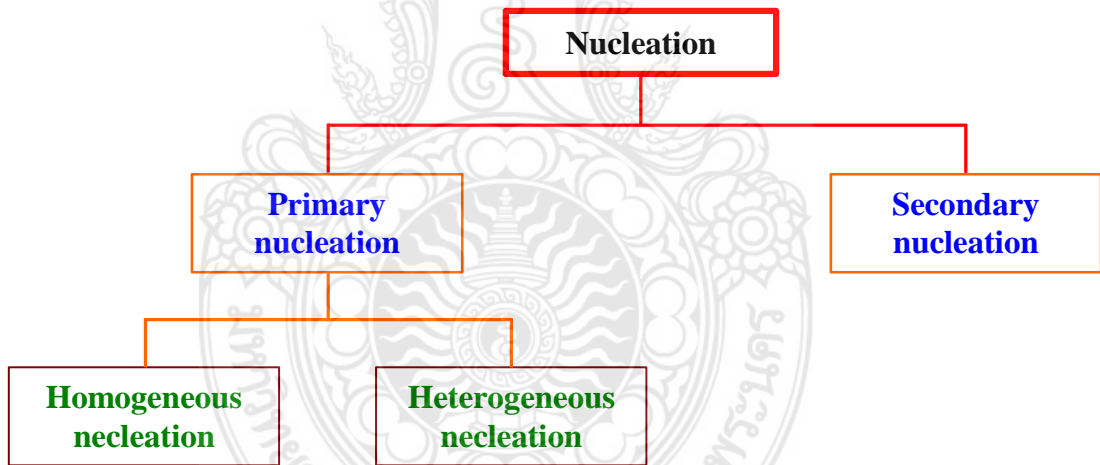 Nucleation
Primary
nucleation
Secondary
nucleation
Homogeneous
necleation
Heterogeneous
necleation